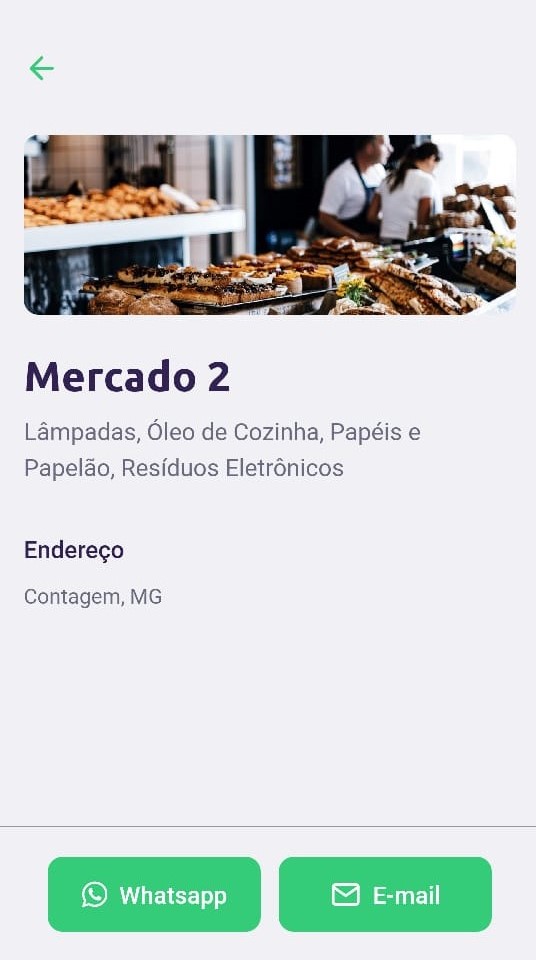 Mercado 2
Lâmpadas, Óleo de Cozinha, Papéis e
Papelão, Resíduos Eletrônicos
Endereço
Contagem, MG
Whatsapp
E-mail